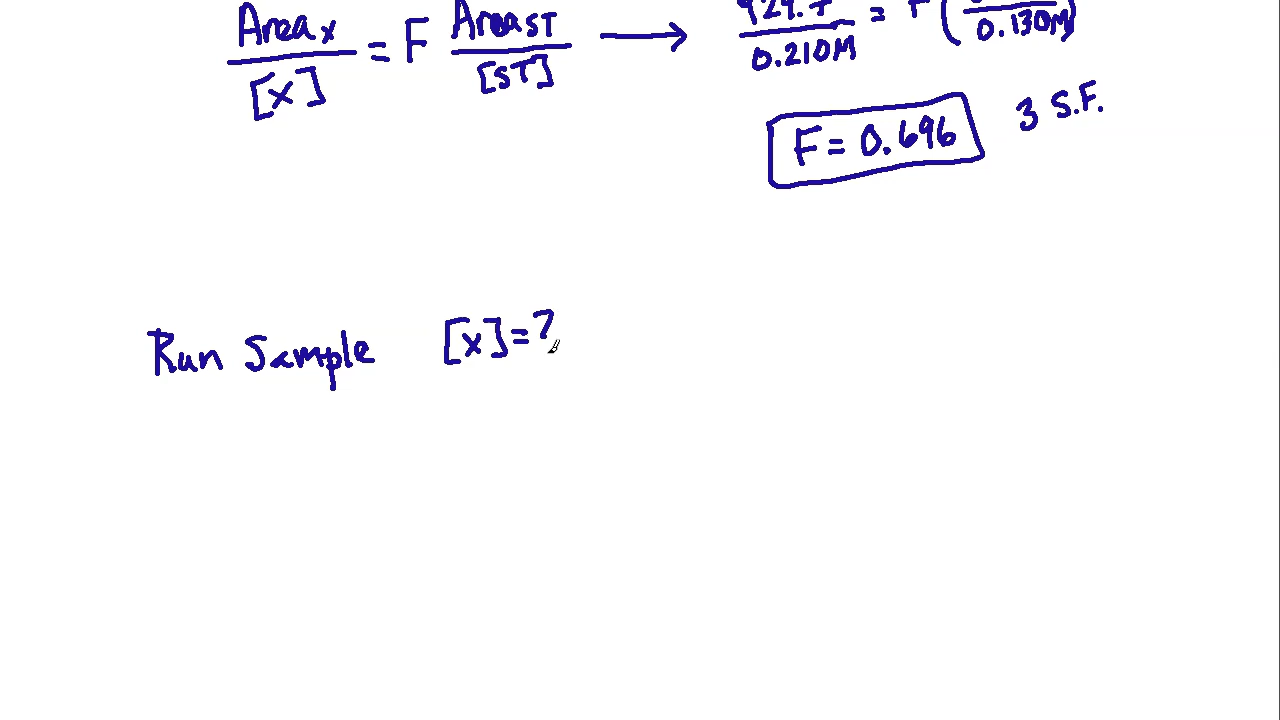 Areax / [X] = F AreaST / [ST] → / 0.210M = F ( / 0.130M)
F = 0.696 3 S.F.
Run Sample [X]=?